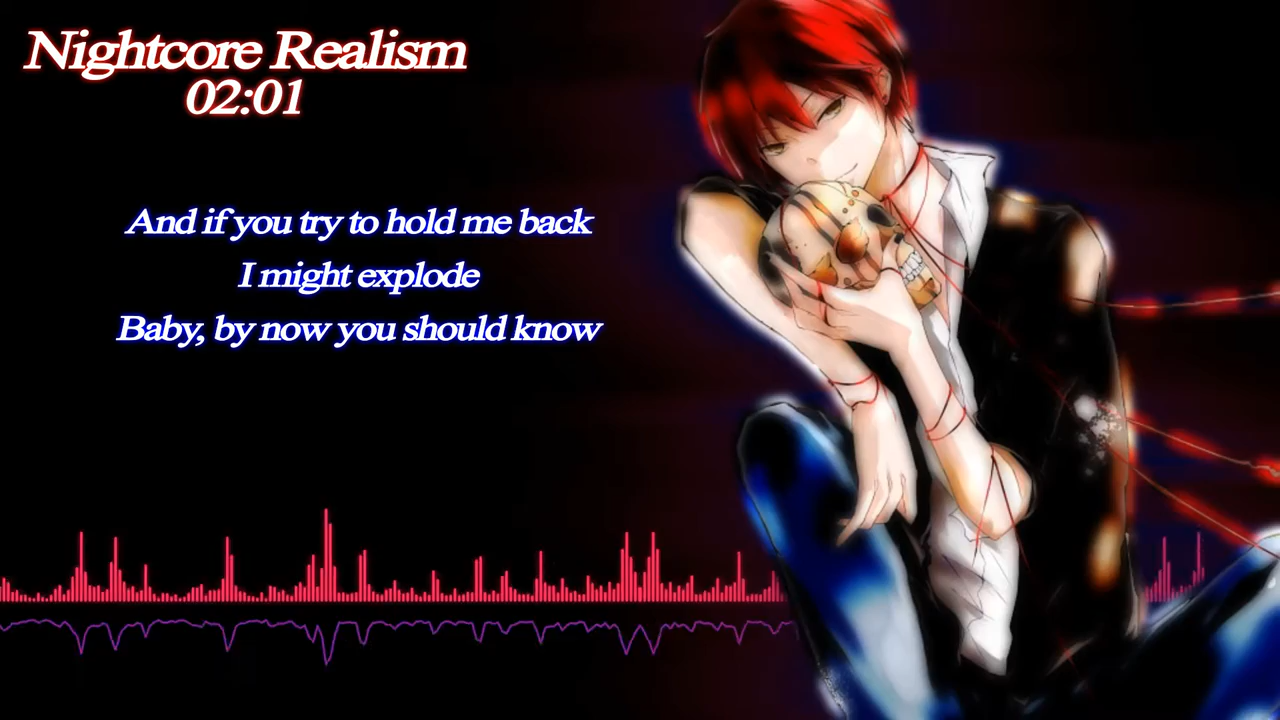 Nightcore Realism
02:01
And if you try to hold me back
I might explode
Baby, by now you should know